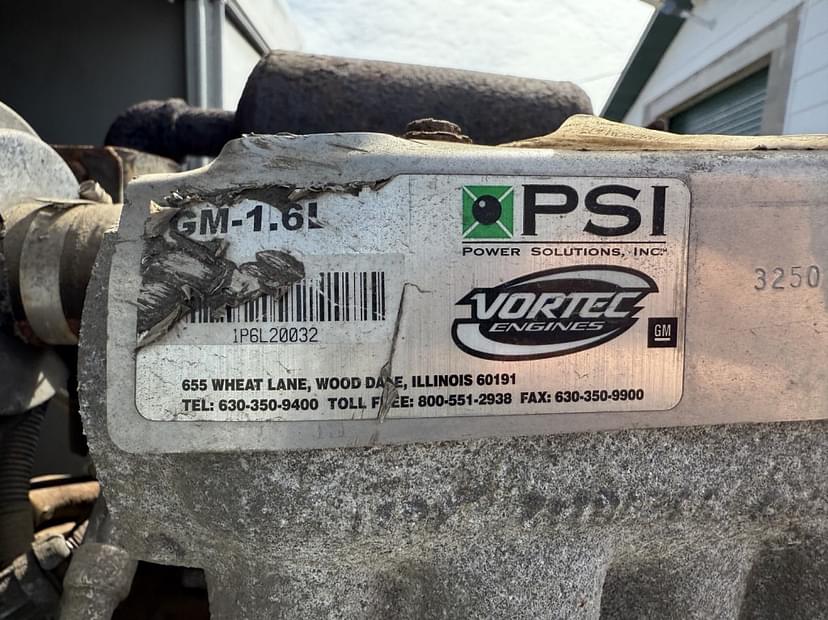 GM-1.6L
PSI
POWER SOLUTIONS, INC.™
1P6L20032
VORTEC
ENGINES
GM
3250
655 WHEAT LANE, WOOD DALE, ILLINOIS 60191
TEL: 630-350-9400 TOLL FREE: 800-551-2938 FAX: 630-350-9900